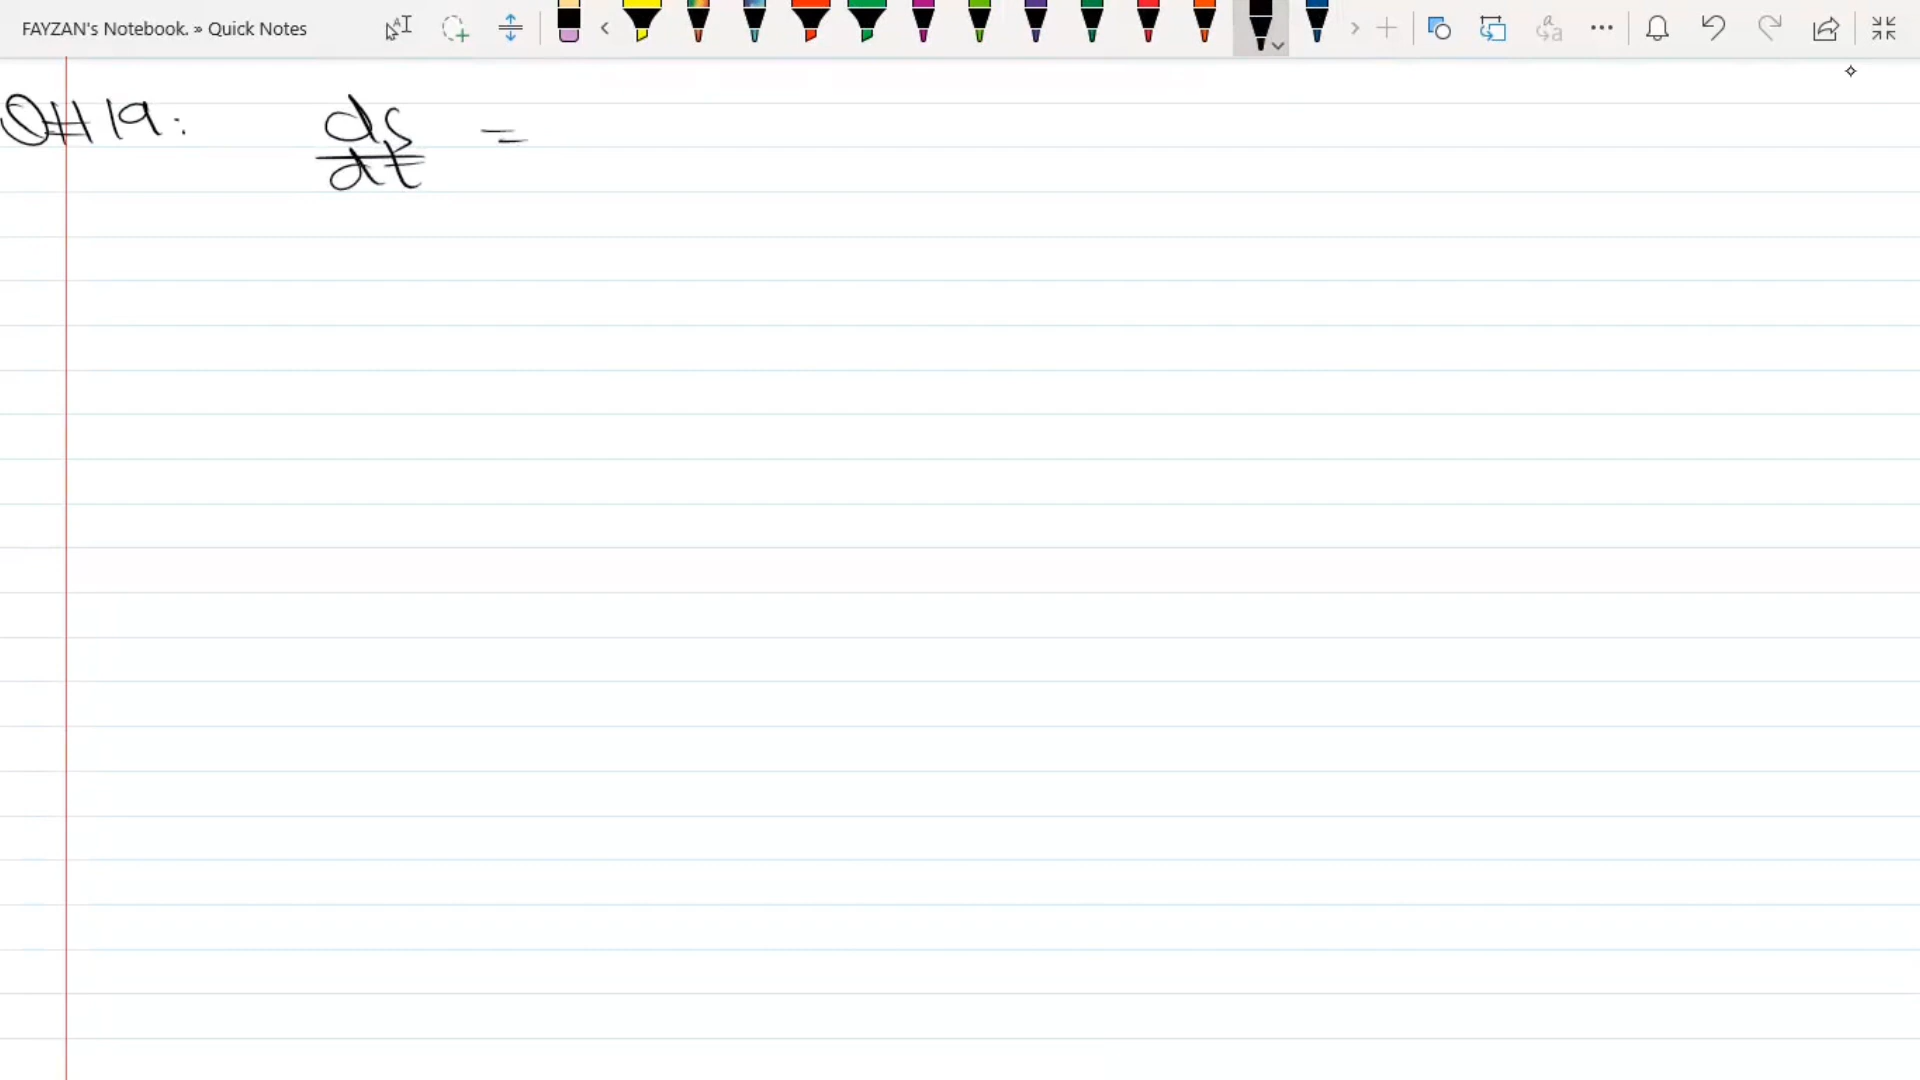 FAYZAN's Notebook. » Quick Notes
Q#19: ds/dt =